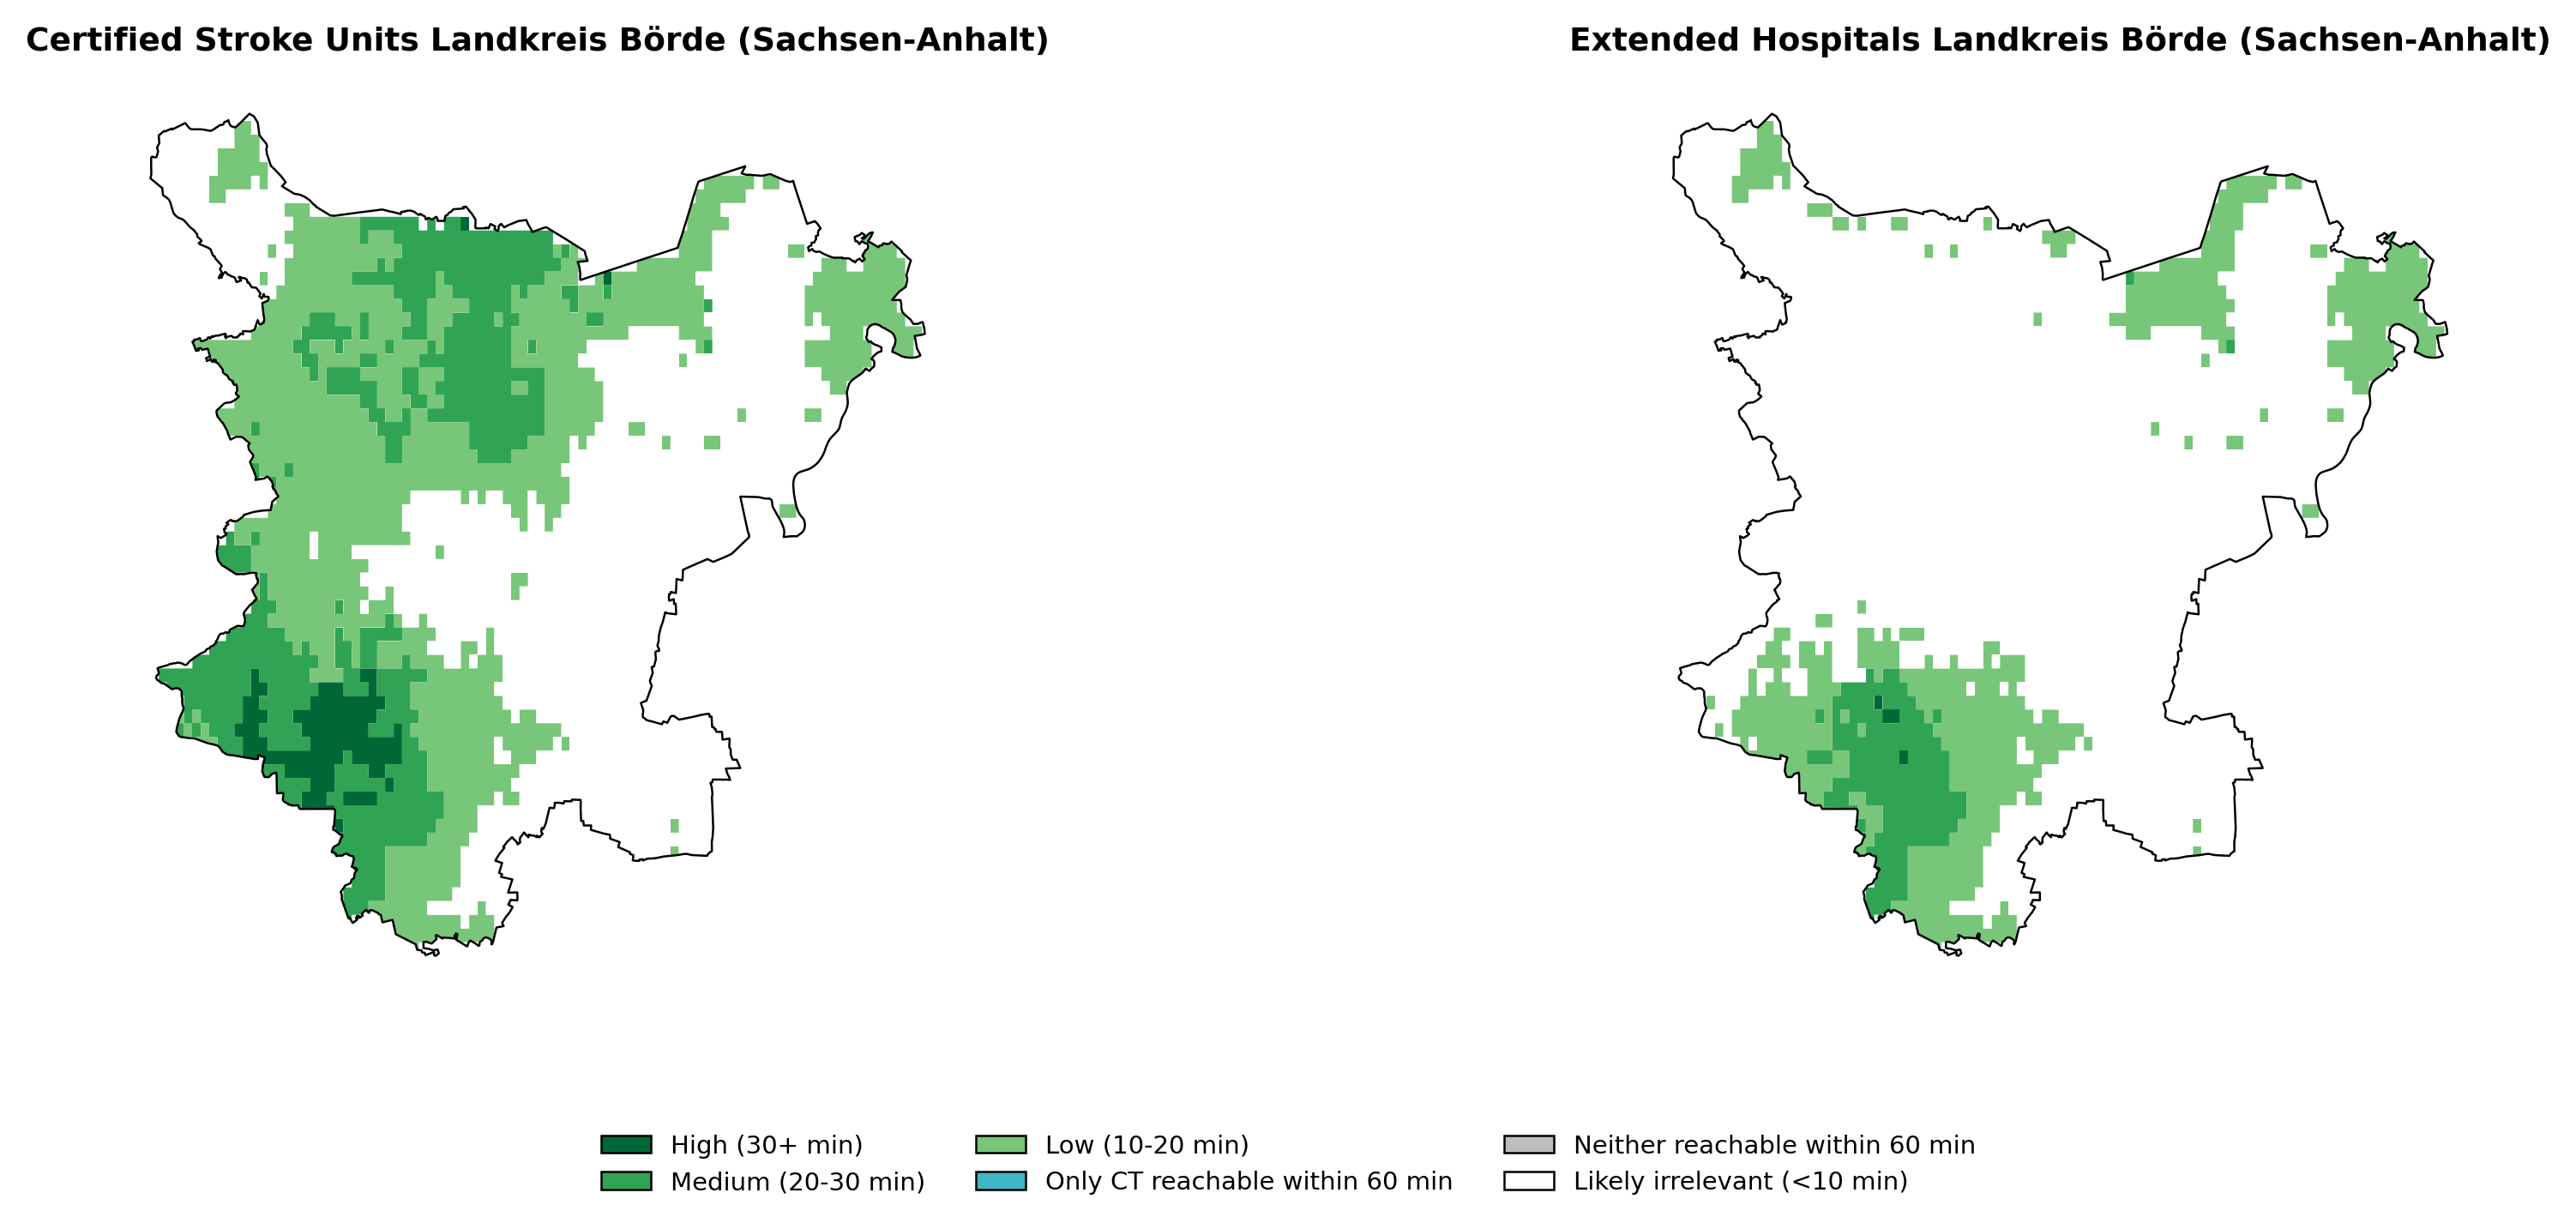 Certified Stroke Units Landkreis Börde (Sachsen-Anhalt)
Extended Hospitals Landkreis Börde (Sachsen-Anhalt)
High (30+ min)
Medium (20-30 min)
Low (10-20 min)
Only CT reachable within 60 min
Neither reachable within 60 min
Likely irrelevant (<10 min)